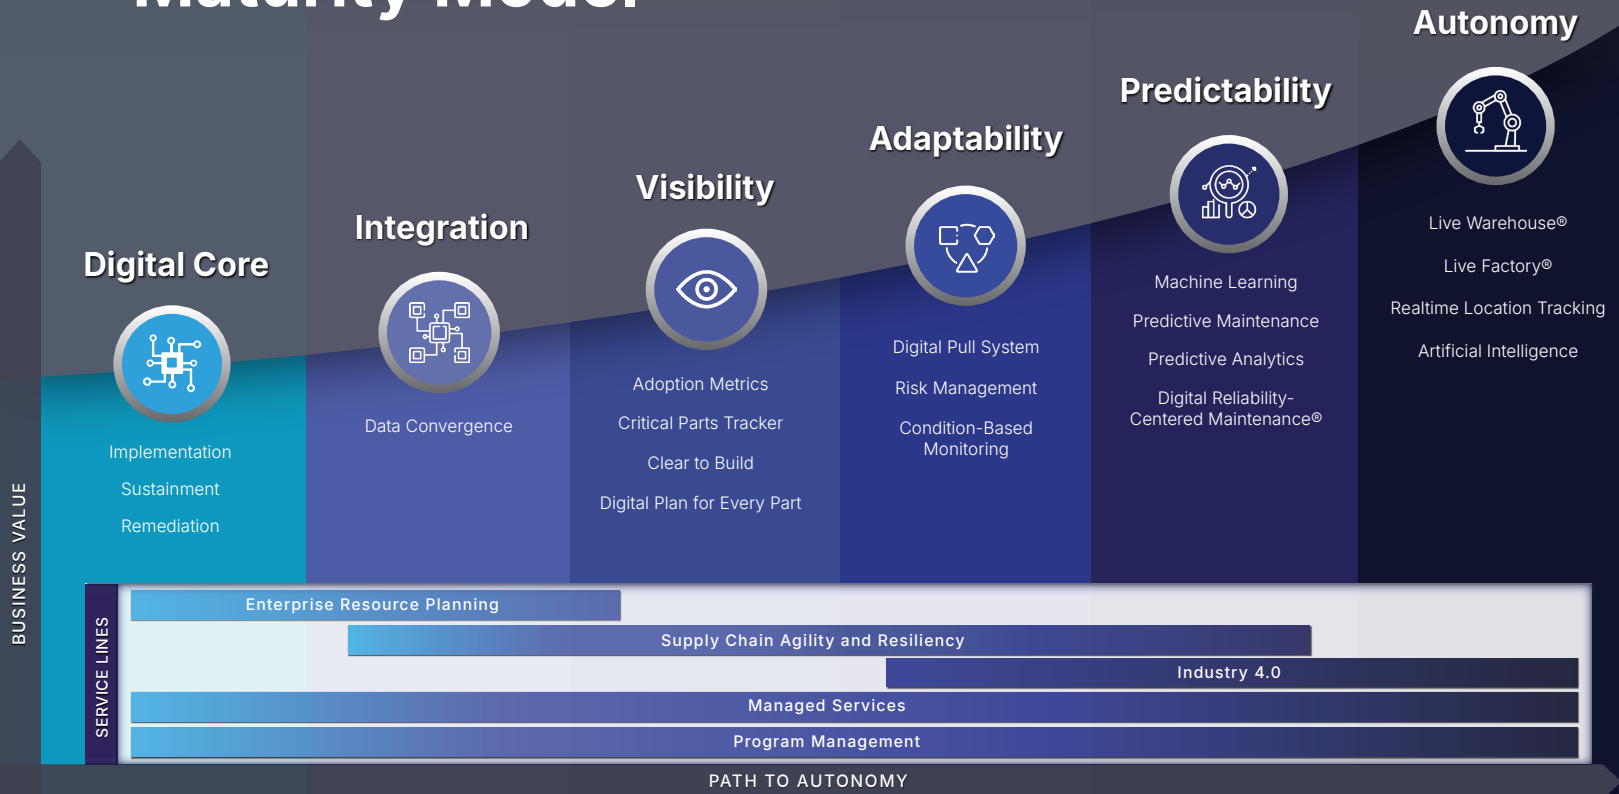 Maturity Model
Digital Core
Implementation
Sustainment
Remediation
Integration
Data Convergence
Visibility
Adoption Metrics
Critical Parts Tracker
Clear to Build
Digital Plan for Every Part
Adaptability
Digital Pull System
Risk Management
Condition-Based
Monitoring
Predictability
Machine Learning
Predictive Maintenance
Predictive Analytics
Digital Reliability-
Centered Maintenance®
Autonomy
Live Warehouse®
Live Factory®
Realtime Location Tracking
Artificial Intelligence
BUSINESS VALUE
SERVICE LINES
Enterprise Resource Planning
Supply Chain Agility and Resiliency
Industry 4.0
Managed Services
Program Management
PATH TO AUTONOMY